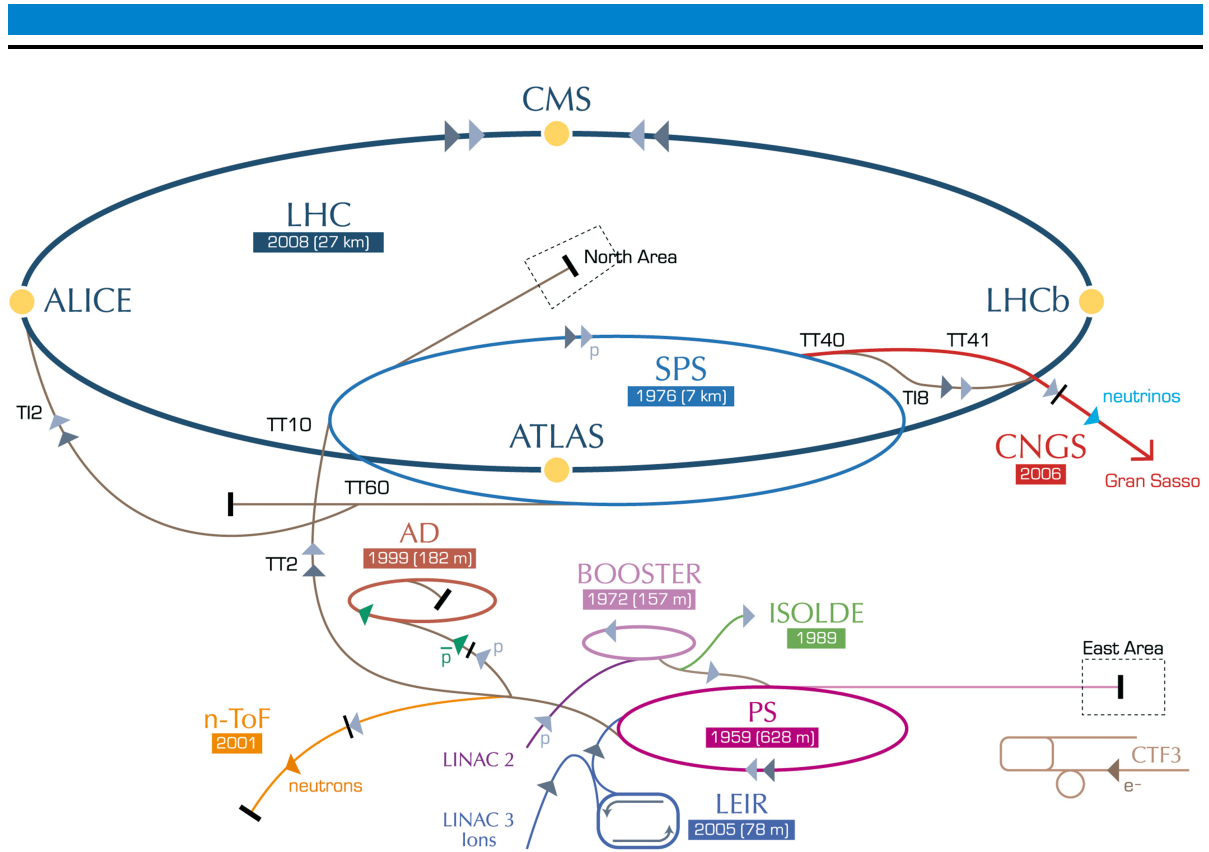 CMS
LHC
2008 (27 km)
North Area
ALICE
LHCb
p
TT40
TT41
SPS
1976 (7 km)
TI8
neutrinos
TI2
TT10
ATLAS
CNGS
2006
Gran Sasso
TT60
AD
1999 (182 m)
TT2
BOOSTER
1972 (157 m)
ISOLDE
1989
p̅
p
East Area
n-ToF
2001
PS
1959 (628 m)
p
LINAC 2
CTF3
neutrons
e-
LEIR
2005 (78 m)
LINAC 3
Ions